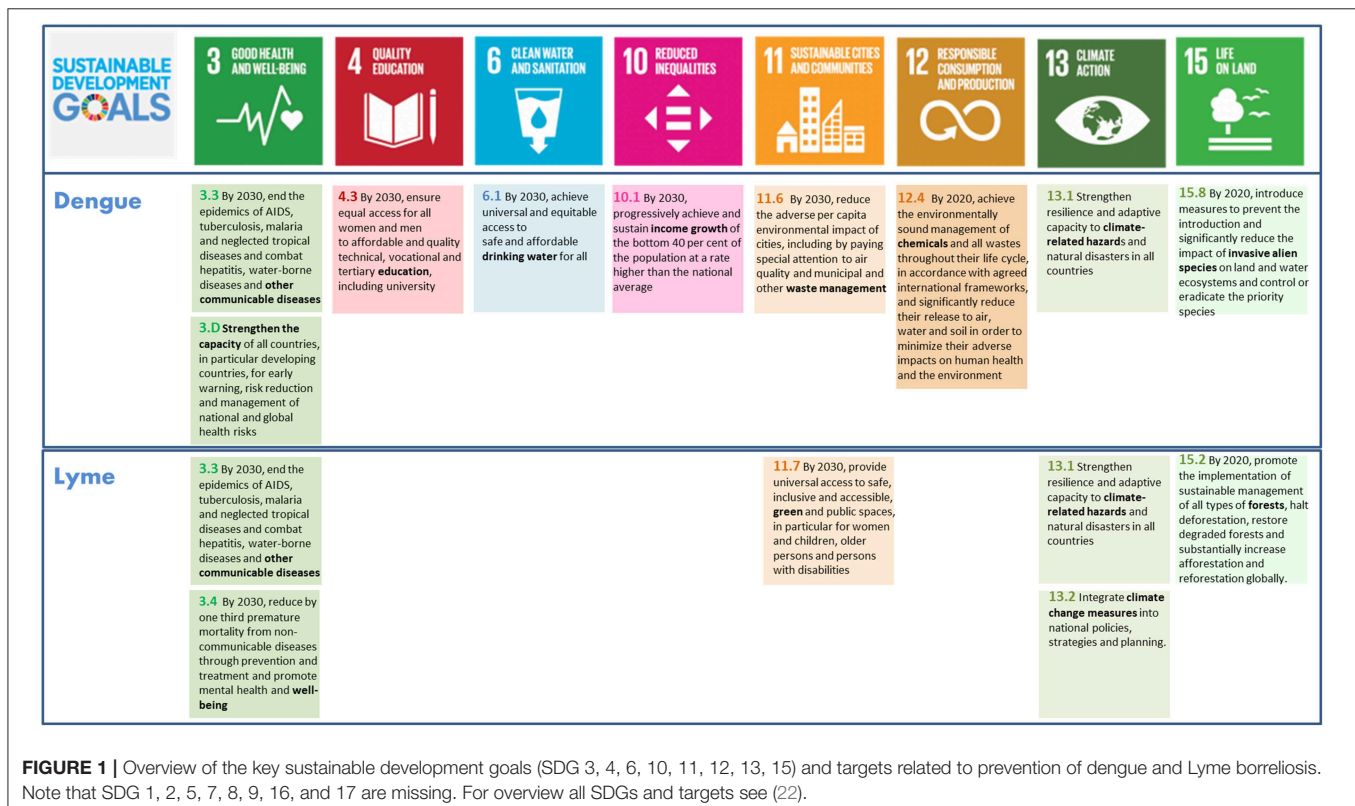 SUSTAINABLE
DEVELOPMENT
GOALS
3 GOOD HEALTH
AND WELL-BEING
4 QUALITY
EDUCATION
6 CLEAN WATER
AND SANITATION
10 REDUCED
INEQUALITIES
11 SUSTAINABLE CITIES
AND COMMUNITIES
12 RESPONSIBLE
CONSUMPTION
AND PRODUCTION
13 CLIMATE
ACTION
15 LIFE
ON LAND
Dengue
3.3 By 2030, end the
epidemics of AIDS,
tuberculosis, malaria
and neglected tropical
diseases and combat
hepatitis, water-borne
diseases and other
communicable diseases
3.D Strengthen the
capacity of all countries,
in particular developing
countries, for early
warning, risk reduction
and management of
national and global
health risks
4.3 By 2030, ensure
equal access for all
women and men
to affordable and quality
technical, vocational and
tertiary education,
including university
6.1 By 2030, achieve
universal and equitable
access to
safe and affordable
drinking water for all
10.1 By 2030,
progressively achieve and
sustain income growth of
the bottom 40 per cent of
the population at a rate
higher than the national
average
11.6 By 2030, reduce
the adverse per capita
environmental impact of
cities, including by paying
special attention to air
quality and municipal and
other waste management
12.4 By 2020, achieve
the environmentally
sound management of
chemicals and all wastes
throughout their life cycle,
in accordance with agreed
international frameworks,
and significantly reduce
their release to air,
water and soil in order to
minimize their adverse
impacts on human health
and the environment
13.1 Strengthen
resilience and adaptive
capacity to climate-
related hazards and
natural disasters in all
countries
15.8 By 2020, introduce
measures to prevent the
introduction and
significantly reduce the
impact of invasive alien
species on land and water
ecosystems and control or
eradicate the priority
species
Lyme
3.3 By 2030, end the
epidemics of AIDS,
tuberculosis, malaria
and neglected tropical
diseases and combat
hepatitis, water-borne
diseases and other
communicable diseases
3.4 By 2030, reduce by
one third premature
mortality from non-
communicable diseases
through prevention and
treatment and promote
mental health and well-
being
11.7 By 2030, provide
universal access to safe,
inclusive and accessible,
green and public spaces,
in particular for women
and children, older
persons and persons
with disabilities
13.1 Strengthen
resilience and adaptive
capacity to climate-
related hazards and
natural disasters in all
countries
13.2 Integrate climate
change measures into
national policies,
strategies and planning.
15.2 By 2020, promote
the implementation of
sustainable management
of all types of forests, halt
deforestation, restore
degraded forests and
substantially increase
afforestation and
reforestation globally.
FIGURE 1 | Overview of the key sustainable development goals (SDG 3, 4, 6, 10, 11, 12, 13, 15) and targets related to prevention of dengue and Lyme borreliosis.
Note that SDG 1, 2, 5, 7, 8, 9, 16, and 17 are missing. For overview all SDGs and targets see (22).